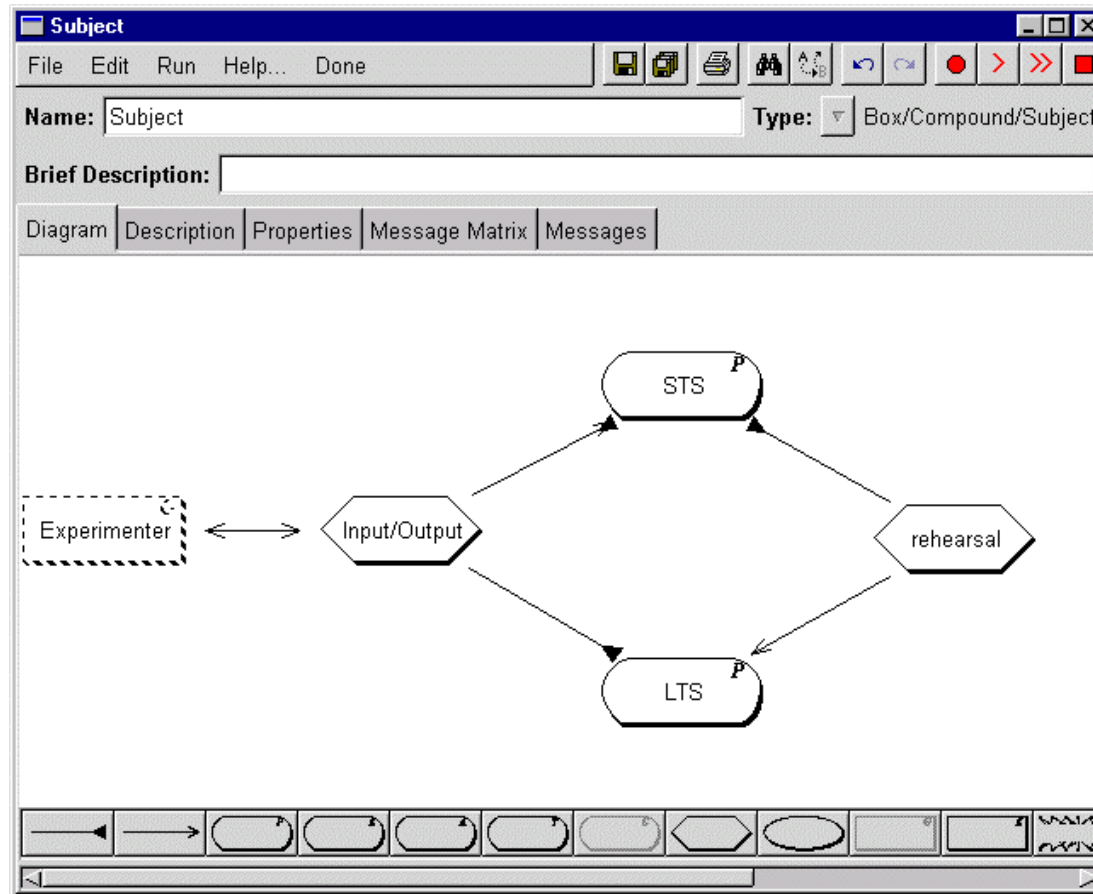 Subject
File Edit Run Help... Done
Name: Subject Type: Box/Compound/Subject
Brief Description:
Diagram Description Properties Message Matrix Messages
P
STS
Experimenter
Input/Output
rehearsal
P
LTS